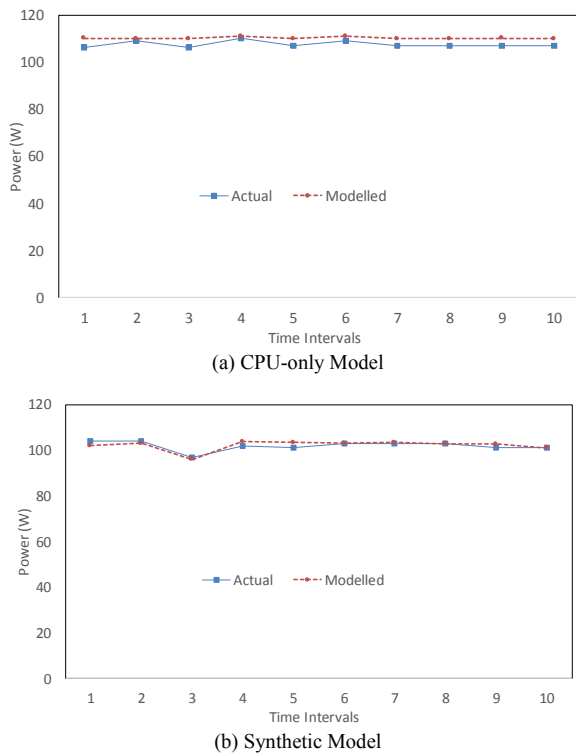 120
100
80
60
40
20
0
Power (W)
Actual Modelled
1 2 3 4 5 6 7 8 9 10
Time Intervals
(a) CPU-only Model
120
100
80
60
40
20
0
Power (W)
Actual Modelled
1 2 3 4 5 6 7 8 9 10
Time Intervals
(b) Synthetic Model